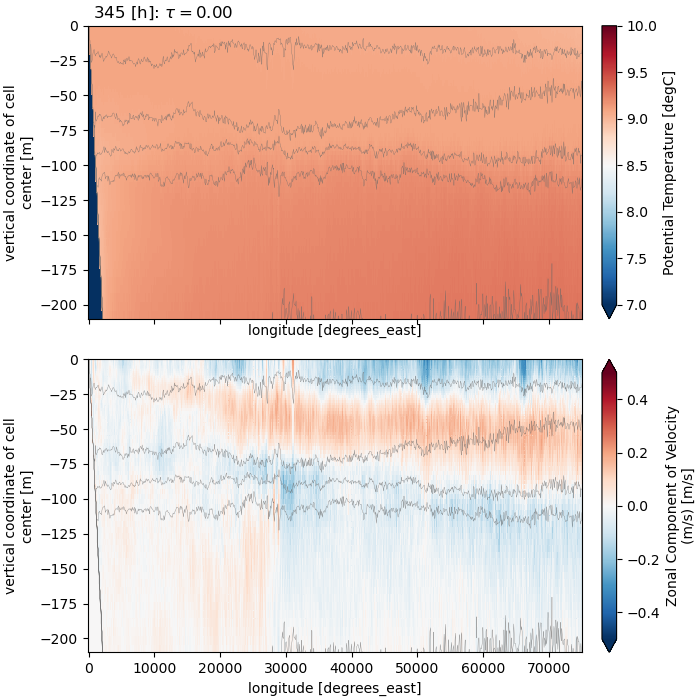 345 [h]: τ = 0.00
0
−25
−50
−75
−100
−125
−150
−175
−200
vertical coordinate of cell
center [m]
longitude [degrees_east]
10.0
9.5
9.0
8.5
8.0
7.5
7.0
Potential Temperature [degC]
0
−25
−50
−75
−100
−125
−150
−175
−200
vertical coordinate of cell
center [m]
0 10000 20000 30000 40000 50000 60000 70000
longitude [degrees_east]
0.4
0.2
0.0
−0.2
−0.4
Zonal Component of Velocity
(m/s) [m/s]